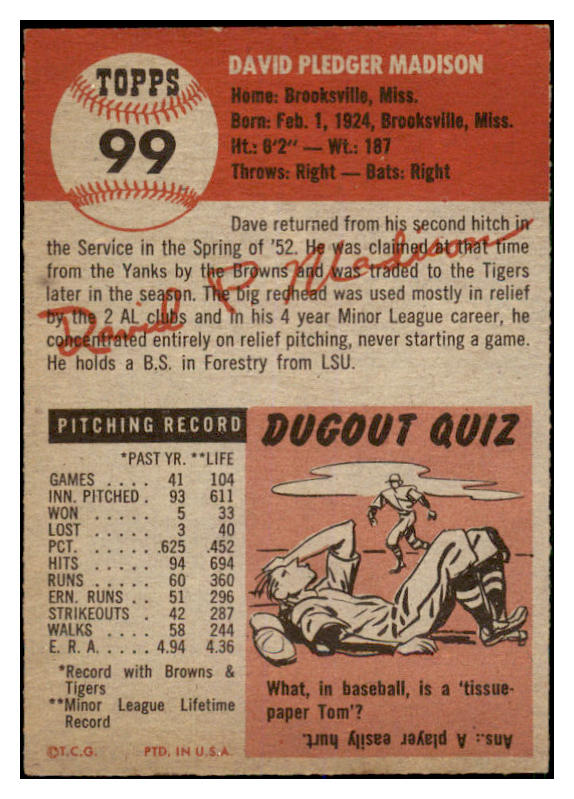 TOPPS
99
DAVID PLEDGER MADISON
Home: Brooksville, Miss.
Born: Feb. 1, 1924, Brooksville, Miss.
Ht.: 6'2" — Wt.: 187
Throws: Right — Bats: Right
Dave returned from his second hitch in
the Service in the Spring of '52. He was claimed at that time
from the Yanks by the Browns and was traded to the Tigers
later in the season. The big redhead was used mostly in relief
by the 2 AL clubs and in his 4 year Minor League career, he
concentrated entirely on relief pitching, never starting a game.
He holds a B.S. in Forestry from LSU.
David P. Madison
PITCHING RECORD
*PAST YR. **LIFE
GAMES . . . . 41 104
INN. PITCHED . 93 611
WON . . . . . 5 33
LOST . . . . . 3 40
PCT. . . . . . .625 .452
HITS . . . . . 94 694
RUNS . . . . . 60 360
ERN. RUNS . . 51 296
STRIKEOUTS . . 42 287
WALKS . . . . 58 244
E. R. A. . . . . 4.94 4.36
*Record with Browns &
Tigers
**Minor League Lifetime
Record
©T.C.G. PTD. IN U.S.A.
DUGOUT QUIZ
What, in baseball, is a 'tissue-
paper Tom'?
Ans.: A player easily hurt.